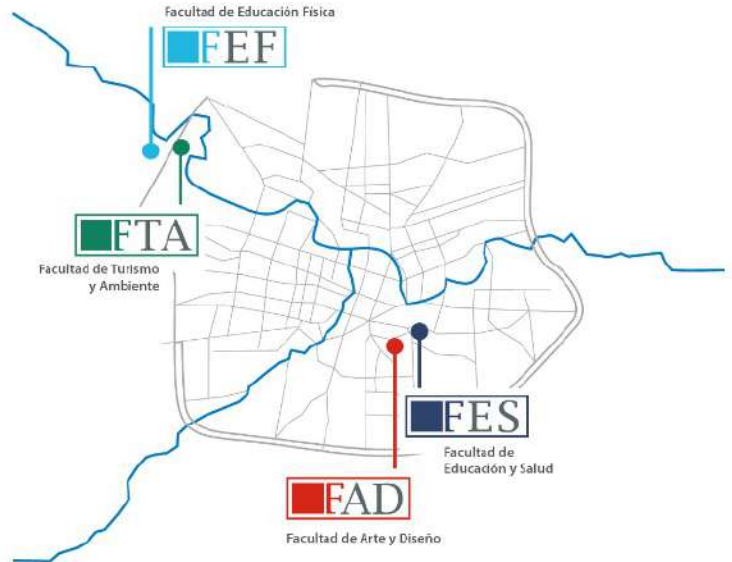 Facultad de Educación Física
FEF
FTA
Facultad de Turismo
y Ambiente
FES
Facultad de
Educación y Salud
FAD
Facultad de Arte y Diseño